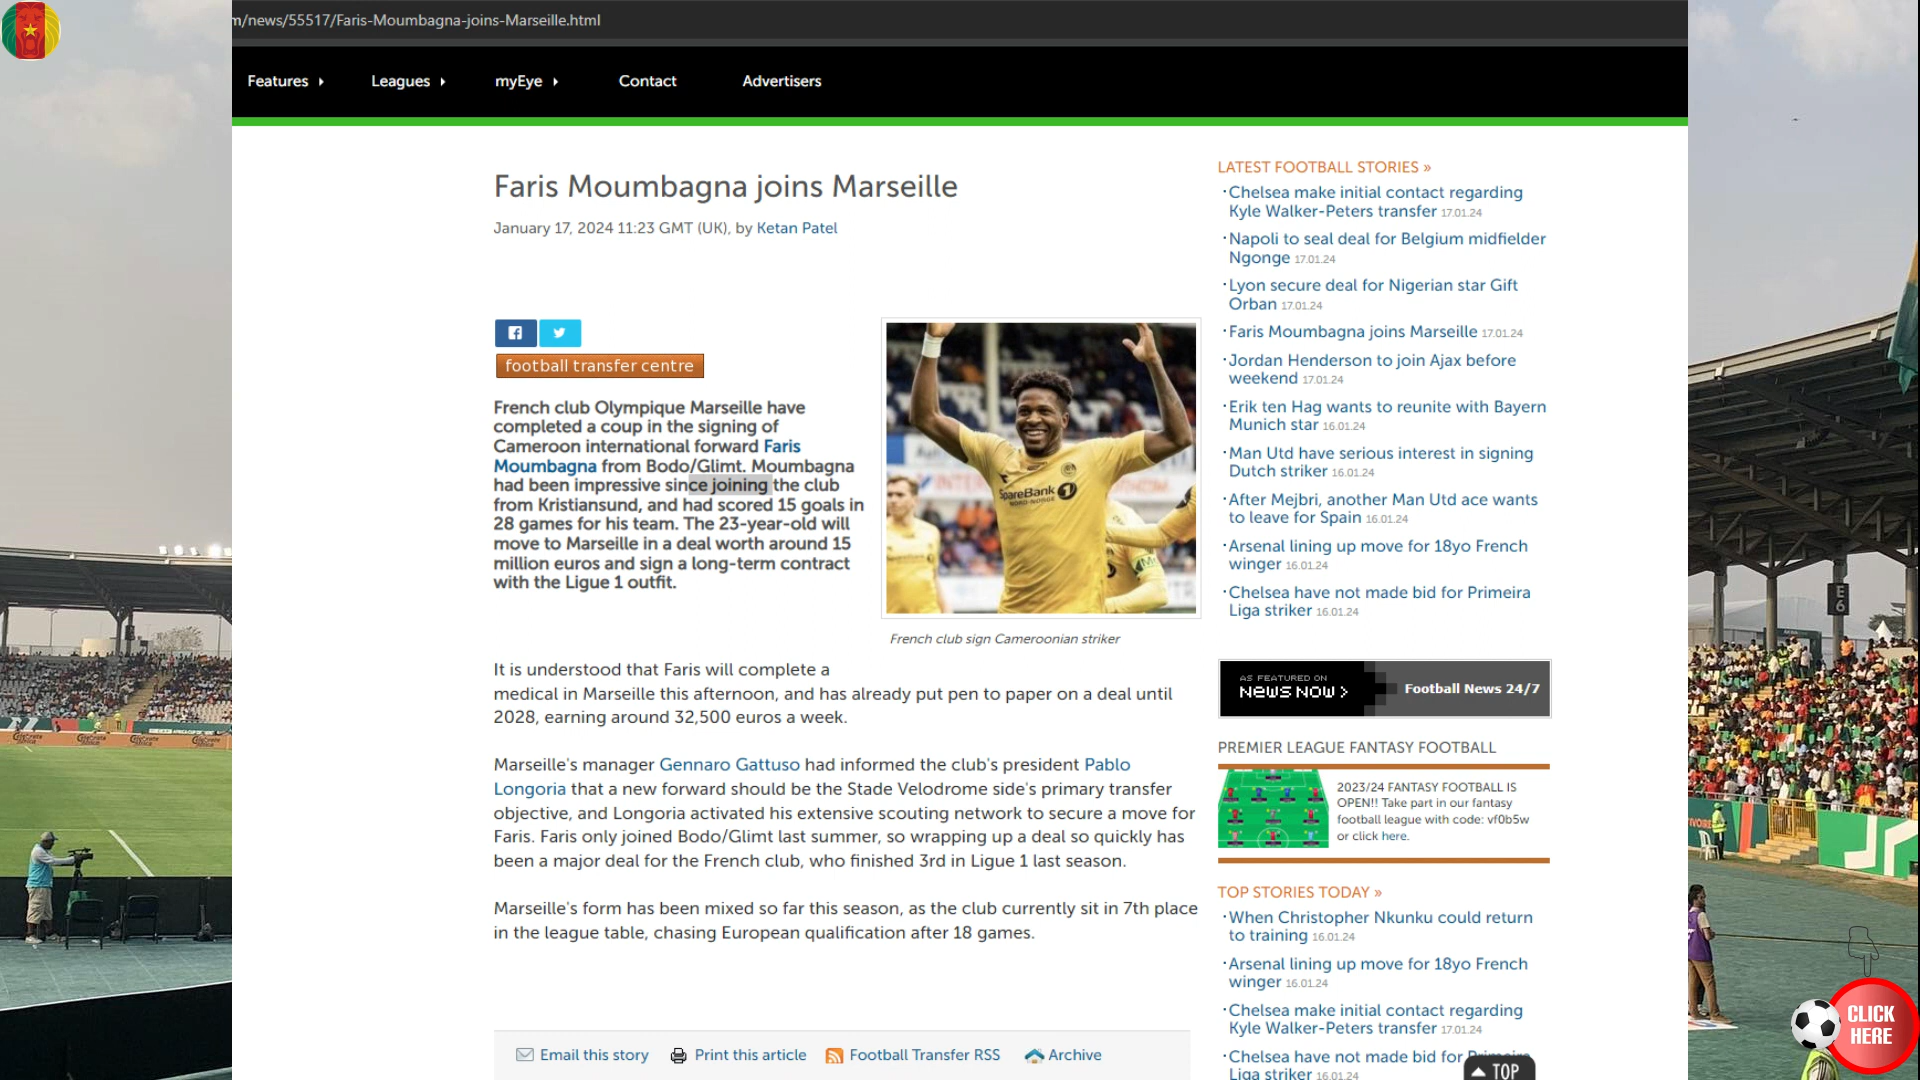 m/news/55517/Faris-Moumbagna-joins-Marseille.html
Features
Leagues
myEye
Contact
Advertisers
Faris Moumbagna joins Marseille
January 17, 2024 11:23 GMT (UK), by Ketan Patel
football transfer centre
French club Olympique Marseille have
completed a coup in the signing of
Cameroon international forward Faris
Moumbagna from Bodo/Glimt. Moumbagna
had been impressive since joining the club
from Kristiansund, and had scored 15 goals in
28 games for his team. The 23-year-old will
move to Marseille in a deal worth around 15
million euros and sign a long-term contract
with the Ligue 1 outfit.
SpareBank 1
NORD-NORGE
French club sign Cameroonian striker
It is understood that Faris will complete a
medical in Marseille this afternoon, and has already put pen to paper on a deal until
2028, earning around 32,500 euros a week.
Marseille's manager Gennaro Gattuso had informed the club's president Pablo
Longoria that a new forward should be the Stade Velodrome side's primary transfer
objective, and Longoria activated his extensive scouting network to secure a move for
Faris. Faris only joined Bodo/Glimt last summer, so wrapping up a deal so quickly has
been a major deal for the French club, who finished 3rd in Ligue 1 last season.
Marseille's form has been mixed so far this season, as the club currently sit in 7th place
in the league table, chasing European qualification after 18 games.
Email this story
Print this article
Football Transfer RSS
Archive
LATEST FOOTBALL STORIES »
Chelsea make initial contact regarding
Kyle Walker-Peters transfer 17.01.24
Napoli to seal deal for Belgium midfielder
Ngonge 17.01.24
Lyon secure deal for Nigerian star Gift
Orban 17.01.24
Faris Moumbagna joins Marseille 17.01.24
Jordan Henderson to join Ajax before
weekend 17.01.24
Erik ten Hag wants to reunite with Bayern
Munich star 16.01.24
Man Utd have serious interest in signing
Dutch striker 16.01.24
After Mejbri, another Man Utd ace wants
to leave for Spain 16.01.24
Arsenal lining up move for 18yo French
winger 16.01.24
Chelsea have not made bid for Primeira
Liga striker 16.01.24
AS FEATURED ON
NewS NOW >
Football News 24/7
PREMIER LEAGUE FANTASY FOOTBALL
2023/24 FANTASY FOOTBALL IS
OPEN!! Take part in our fantasy
football league with code: vf0b5w
or click here.
TOP STORIES TODAY »
When Christopher Nkunku could return
to training 16.01.24
Arsenal lining up move for 18yo French
winger 16.01.24
Chelsea make initial contact regarding
Kyle Walker-Peters transfer 17.01.24
Chelsea have not made bid for Primeira
Liga striker 16.01.24
TOP
E
6
CLICK
HERE